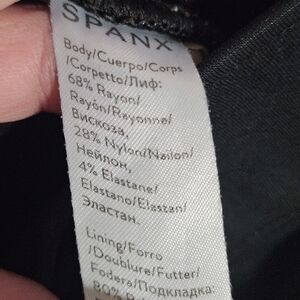 SPANX
Body/Cuerpo/Corps
/Corpetto/Лиф:
68% Rayon/
Rayón/Rayonne/
Вискоза,
28% Nylon/Nailon/
Нейлон,
4% Elastane/
Elastano/Elastan/
Эластан.
Lining/Forro
/Doublure/Futter/
Fodera/Подкладка:
80%